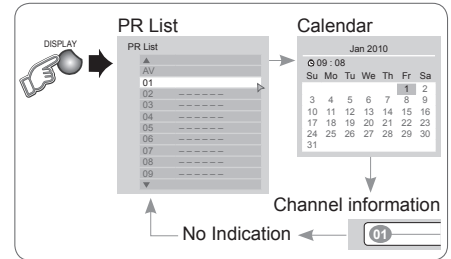 PR List
Calendar
DISPLAY
PR List
AV
01
02 ------
03 ------
04 ------
05 ------
06 ------
07 ------
08 ------
09 ------
Jan 2010
09 : 08
Su Mo Tu We Th Fr Sa
1 2
3 4 5 6 7 8 9
10 11 12 13 14 15 16
17 18 19 20 21 22 23
24 25 26 27 28 29 30
31
Channel information
01
No Indication